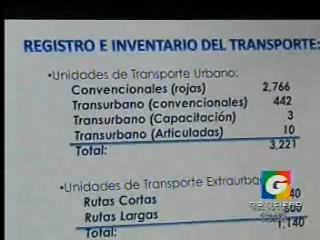 REGISTRO E INVENTARIO DEL TRANSPORTE:
•Unidades de Transporte Urbano:
Convencionales (rojas) 2,766
Transurbano (convencionales) 442
Transurbano (Capacitación) 3
Transurbano (Articuladas) 10
Total: 3,221
•Unidades de Transporte Extraurbano
Rutas Cortas
Rutas Largas
Total: 1,140
G